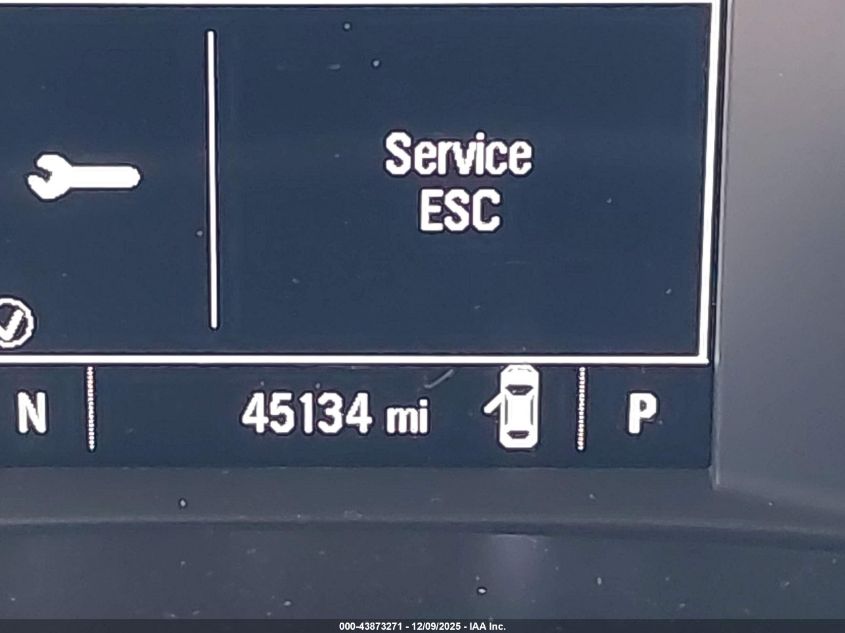 Service
ESC
N 45134 mi P
000-43873271 - 12/09/2025 - IAA Inc.